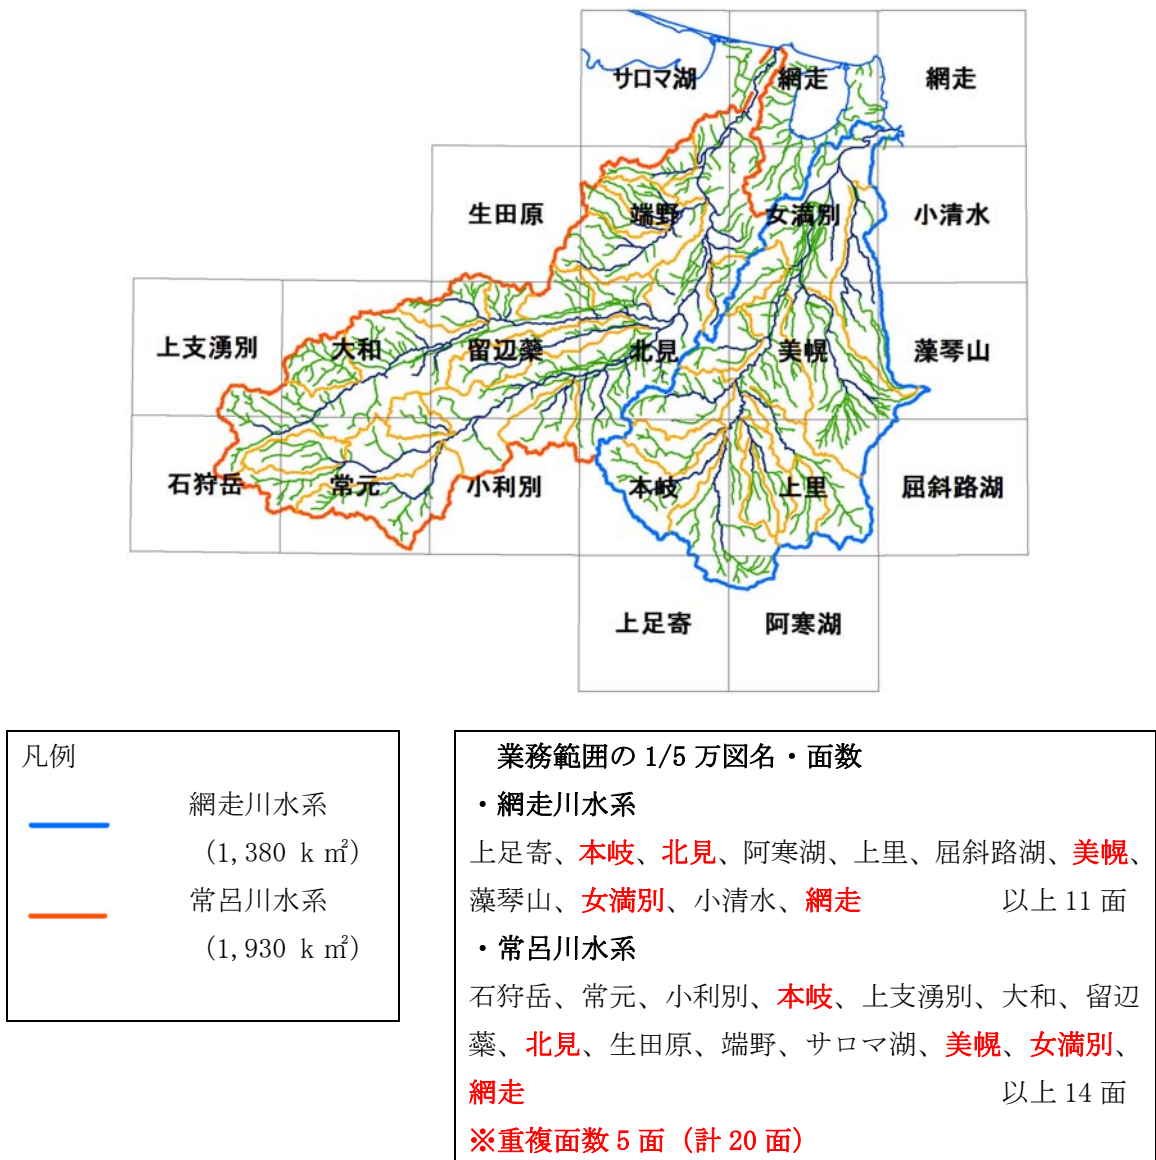 サロマ湖 網走 網走
生田原 端野 女満別 小清水
上支湧別 大和 留辺蘂 北見 美幌 藻琴山
石狩岳 常元 小利別 本岐 上里 屈斜路湖
上足寄 阿寒湖
凡例
網走川水系
（1,380 k㎡）
常呂川水系
（1,930 k㎡）
業務範囲の 1/5 万図名・面数
・網走川水系
上足寄、本岐、北見、阿寒湖、上里、屈斜路湖、美幌、
藻琴山、女満別、小清水、網走 以上 11 面
・常呂川水系
石狩岳、常元、小利別、本岐、上支湧別、大和、留辺
蘂、北見、生田原、端野、サロマ湖、美幌、女満別、
網走 以上 14 面
※重複面数 5 面（計 20 面）